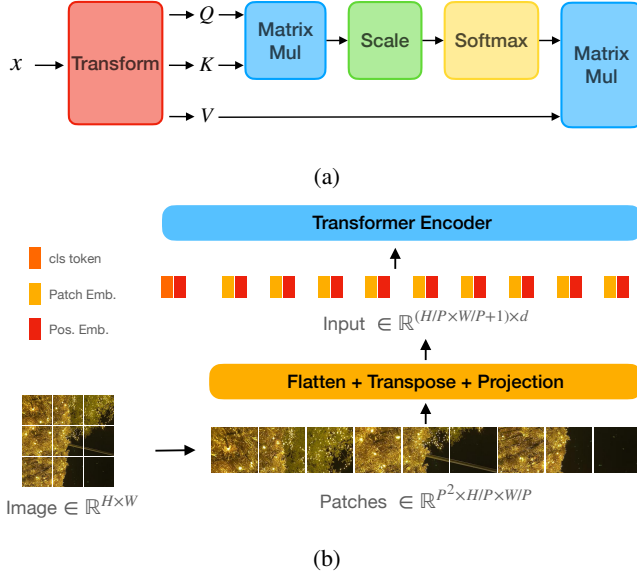 x
Transform
Q
K
V
Matrix
Mul
Scale
Softmax
Matrix
Mul
(a)
Transformer Encoder
cls token
Patch Emb.
Pos. Emb.
Input ∈ ℝ^{(H/P×W/P+1)×d}
Flatten + Transpose + Projection
Image ∈ ℝ^{H×W}
Patches ∈ ℝ^{P²×H/P×W/P}
(b)